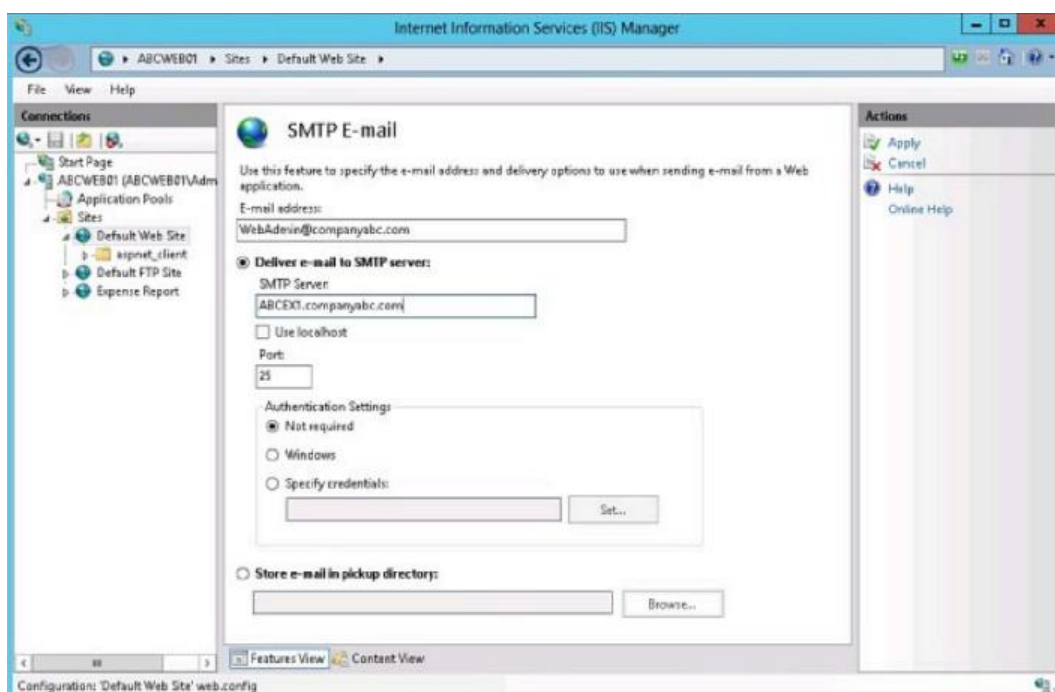 Internet Information Services (IIS) Manager
ABCWEB01 Sites Default Web Site
File View Help
Connections
Start Page
ABCWEB01 (ABCWEB01\Adm
Application Pools
Sites
Default Web Site
aspnet_client
Default FTP Site
Expense Report
SMTP E-mail
Use this feature to specify the e-mail address and delivery options to use when sending e-mail from a Web
application.
E-mail address:
WebAdmin@companyabc.com
Deliver e-mail to SMTP server:
SMTP Server:
ABCEX1.companyabc.com
Use localhost
Port:
25
Authentication Settings
Not required
Windows
Specify credentials:
Set...
Store e-mail in pickup directory:
Browse...
Features View Content View
Actions
Apply
Cancel
Help
Online Help
Configuration: 'Default Web Site' web.config